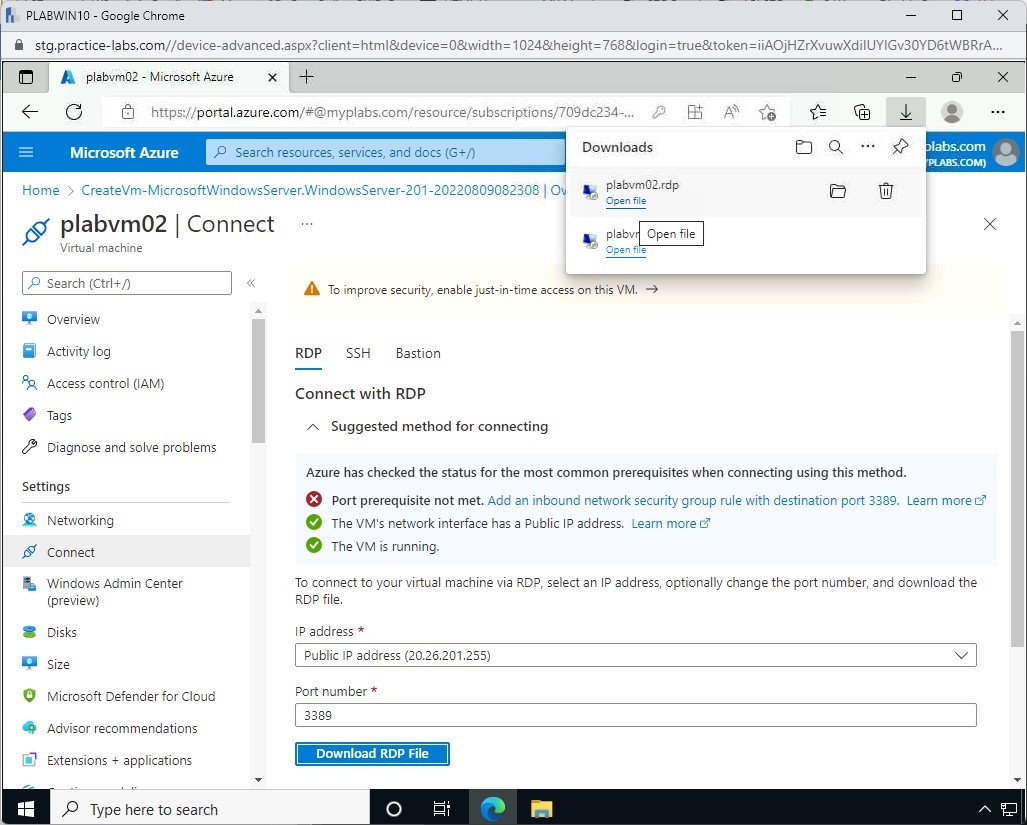 PLABWIN10 - Google Chrome
stg.practice-labs.com//device-advanced.aspx?client=html&device=0&width=1024&height=768&login=true&token=iiAOjHZrXvuwXdiIUYIGv30YD6tWBRrA...
plabvm02 - Microsoft Azure
https://portal.azure.com/#@myplabs.com/resource/subscriptions/709dc234-...
Microsoft Azure
Search resources, services, and docs (G+/)
plabs.com
PLABS.COM)
Downloads
plabvm02.rdp
Open file
plabvr
Open file
Open file
Home > CreateVm-MicrosoftWindowsServer.WindowsServer-201-20220809082308 | Ov
plabvm02 | Connect ...
Virtual machine
Search (Ctrl+/)
«
To improve security, enable just-in-time access on this VM. →
Overview
Activity log
Access control (IAM)
Tags
Diagnose and solve problems
Settings
Networking
Connect
Windows Admin Center
(preview)
Disks
Size
Microsoft Defender for Cloud
Advisor recommendations
Extensions + applications
RDP SSH Bastion
Connect with RDP
Suggested method for connecting
Azure has checked the status for the most common prerequisites when connecting using this method.
Port prerequisite not met. Add an inbound network security group rule with destination port 3389. Learn more
The VM's network interface has a Public IP address. Learn more
The VM is running.
To connect to your virtual machine via RDP, select an IP address, optionally change the port number, and download the
RDP file.
IP address *
Public IP address (20.26.201.255)
Port number *
3389
Download RDP File
Type here to search